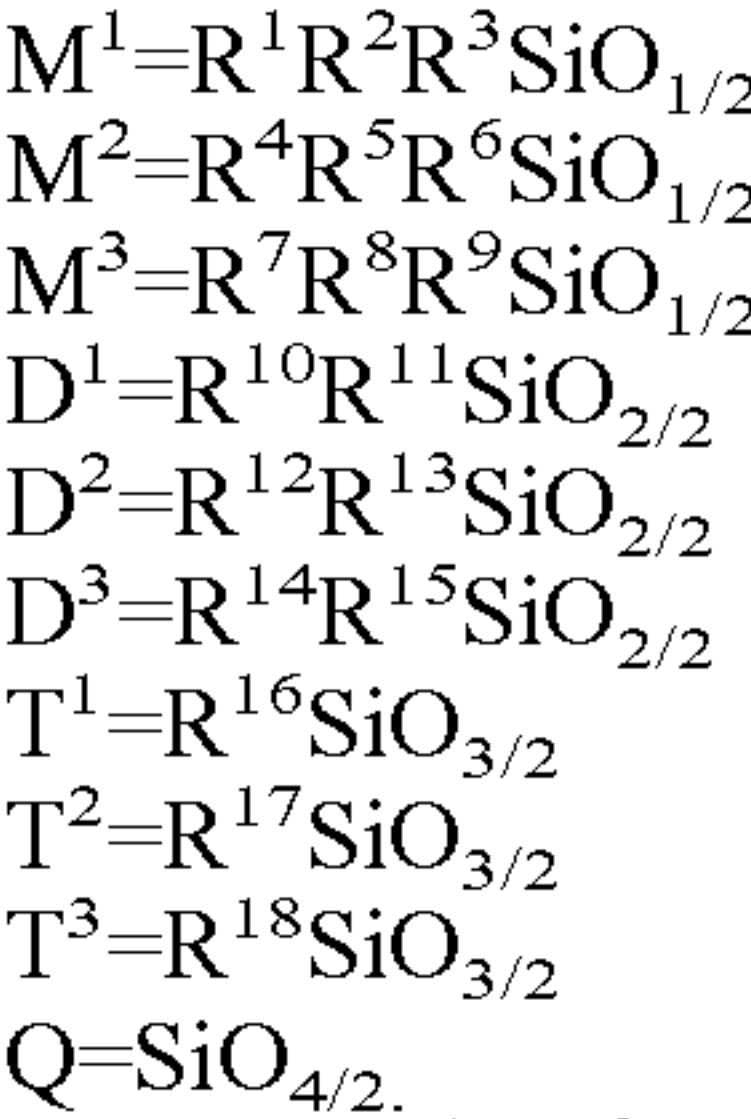 M¹=R¹R²R³SiO₁/₂
M²=R⁴R⁵R⁶SiO₁/₂
M³=R⁷R⁸R⁹SiO₁/₂
D¹=R¹⁰R¹¹SiO₂/₂
D²=R¹²R¹³SiO₂/₂
D³=R¹⁴R¹⁵SiO₂/₂
T¹=R¹⁶SiO₃/₂
T²=R¹⁷SiO₃/₂
T³=R¹⁸SiO₃/₂
Q=SiO₄/₂.